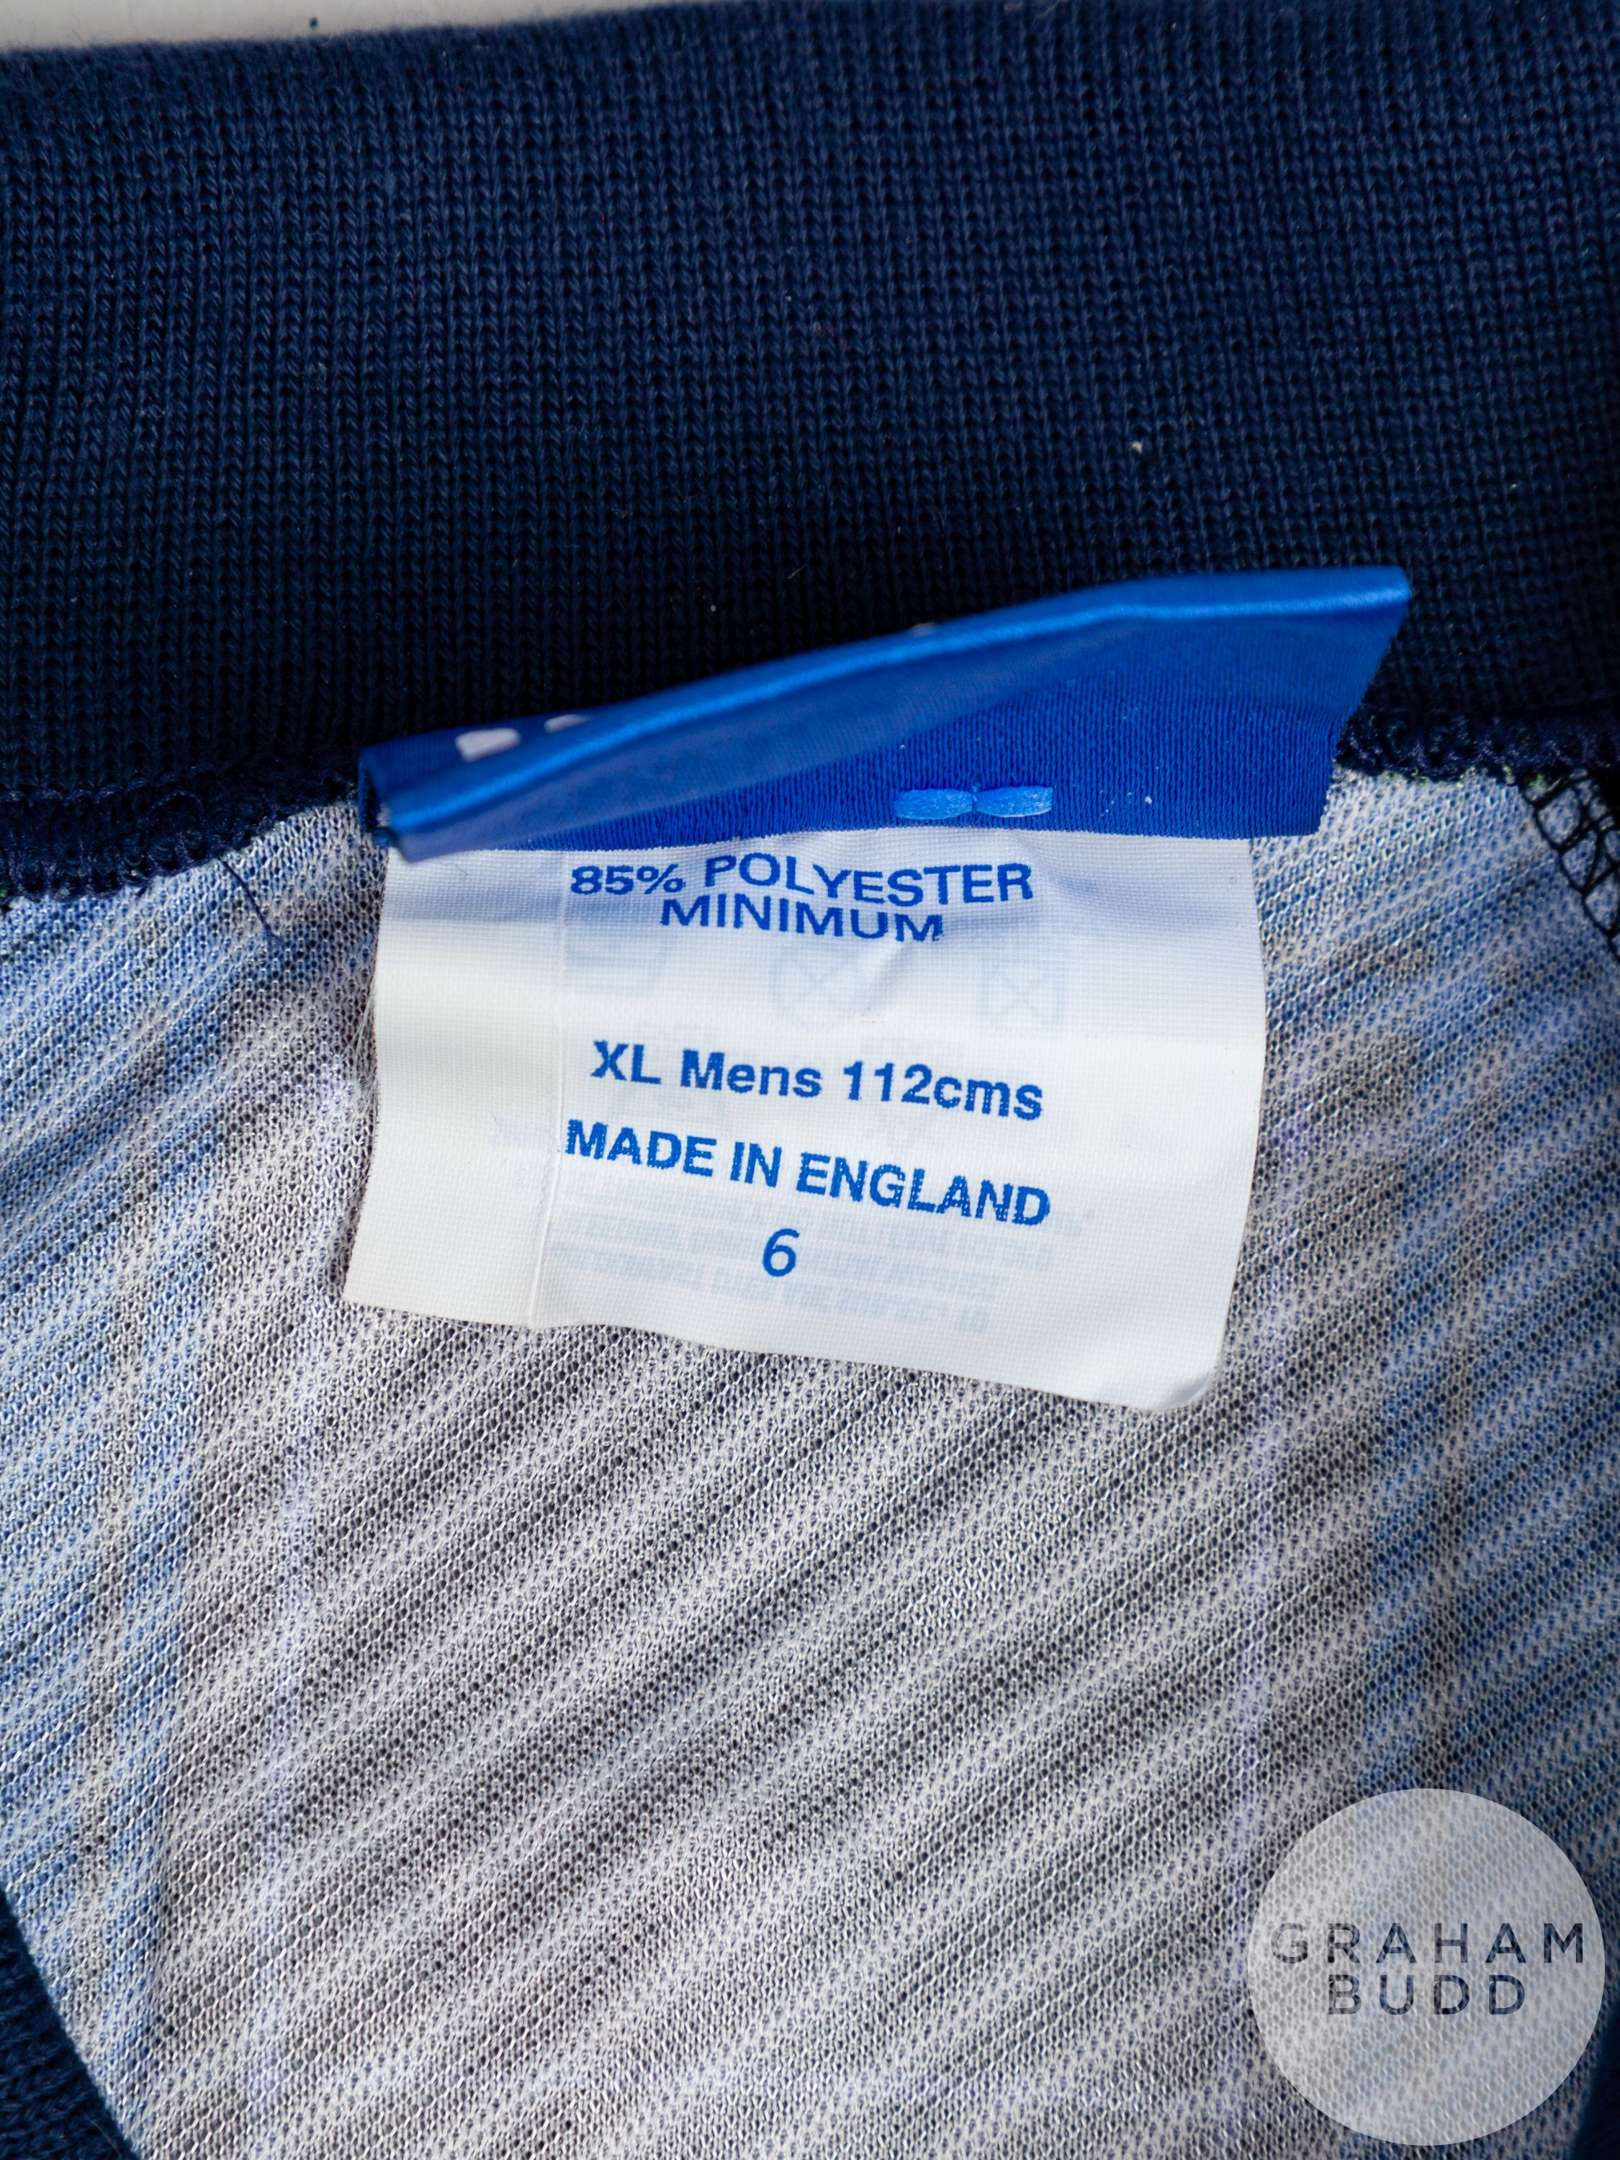 85% POLYESTER
MINIMUM
XL Mens 112cms
MADE IN ENGLAND
6
GRAHAM
BUDD